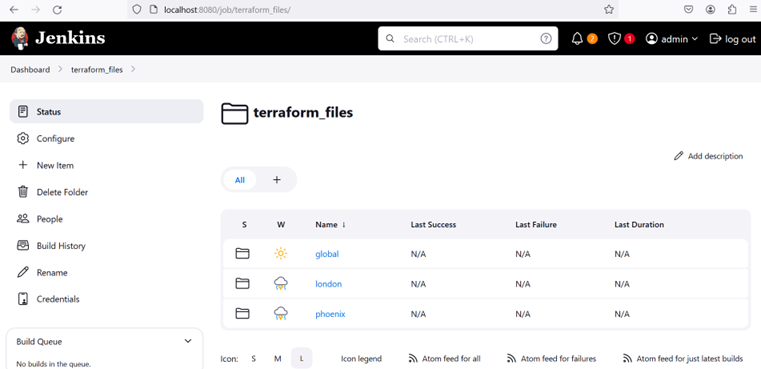 localhost:8080/job/terraform_files/
Jenkins
Search (CTRL+K)
2
1
admin
log out
Dashboard
terraform_files
Status
Configure
New Item
Delete Folder
People
Build History
Rename
Credentials
Build Queue
No builds in the queue.
terraform_files
Add description
All +
S W Name ↓ Last Success Last Failure Last Duration
global N/A N/A N/A
london N/A N/A N/A
phoenix N/A N/A N/A
Icon: S M L Icon legend Atom feed for all Atom feed for failures Atom feed for just latest builds